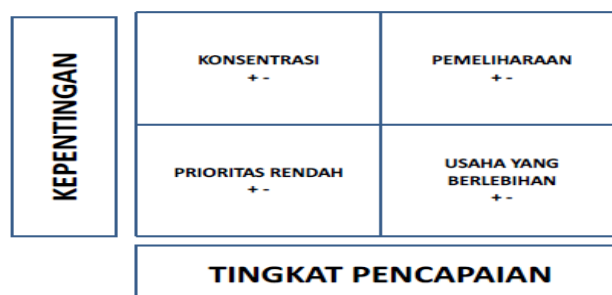 KEPENTINGAN
KONSENTRASI
+ -
PEMELIHARAAN
+ -
PRIORITAS RENDAH
+ -
USAHA YANG
BERLEBIHAN
+ -
TINGKAT PENCAPAIAN